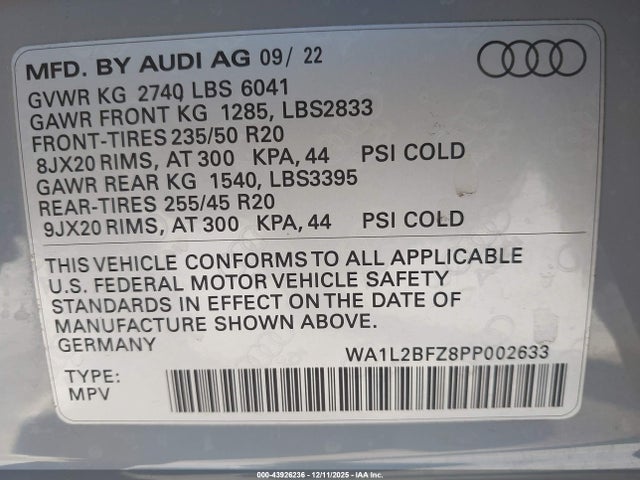 MFD. BY AUDI AG 09/ 22
GVWR KG 2740 LBS 6041
GAWR FRONT KG 1285, LBS2833
FRONT-TIRES 235/50 R20
8JX20 RIMS, AT 300 KPA, 44 PSI COLD
GAWR REAR KG 1540, LBS3395
REAR-TIRES 255/45 R20
9JX20 RIMS, AT 300 KPA, 44 PSI COLD
THIS VEHICLE CONFORMS TO ALL APPLICABLE
U.S. FEDERAL MOTOR VEHICLE SAFETY
STANDARDS IN EFFECT ON THE DATE OF
MANUFACTURE SHOWN ABOVE.
GERMANY
WA1L2BFZ8PP002633
TYPE:
MPV
000-43926236 - 12/11/2025 - IAA Inc.